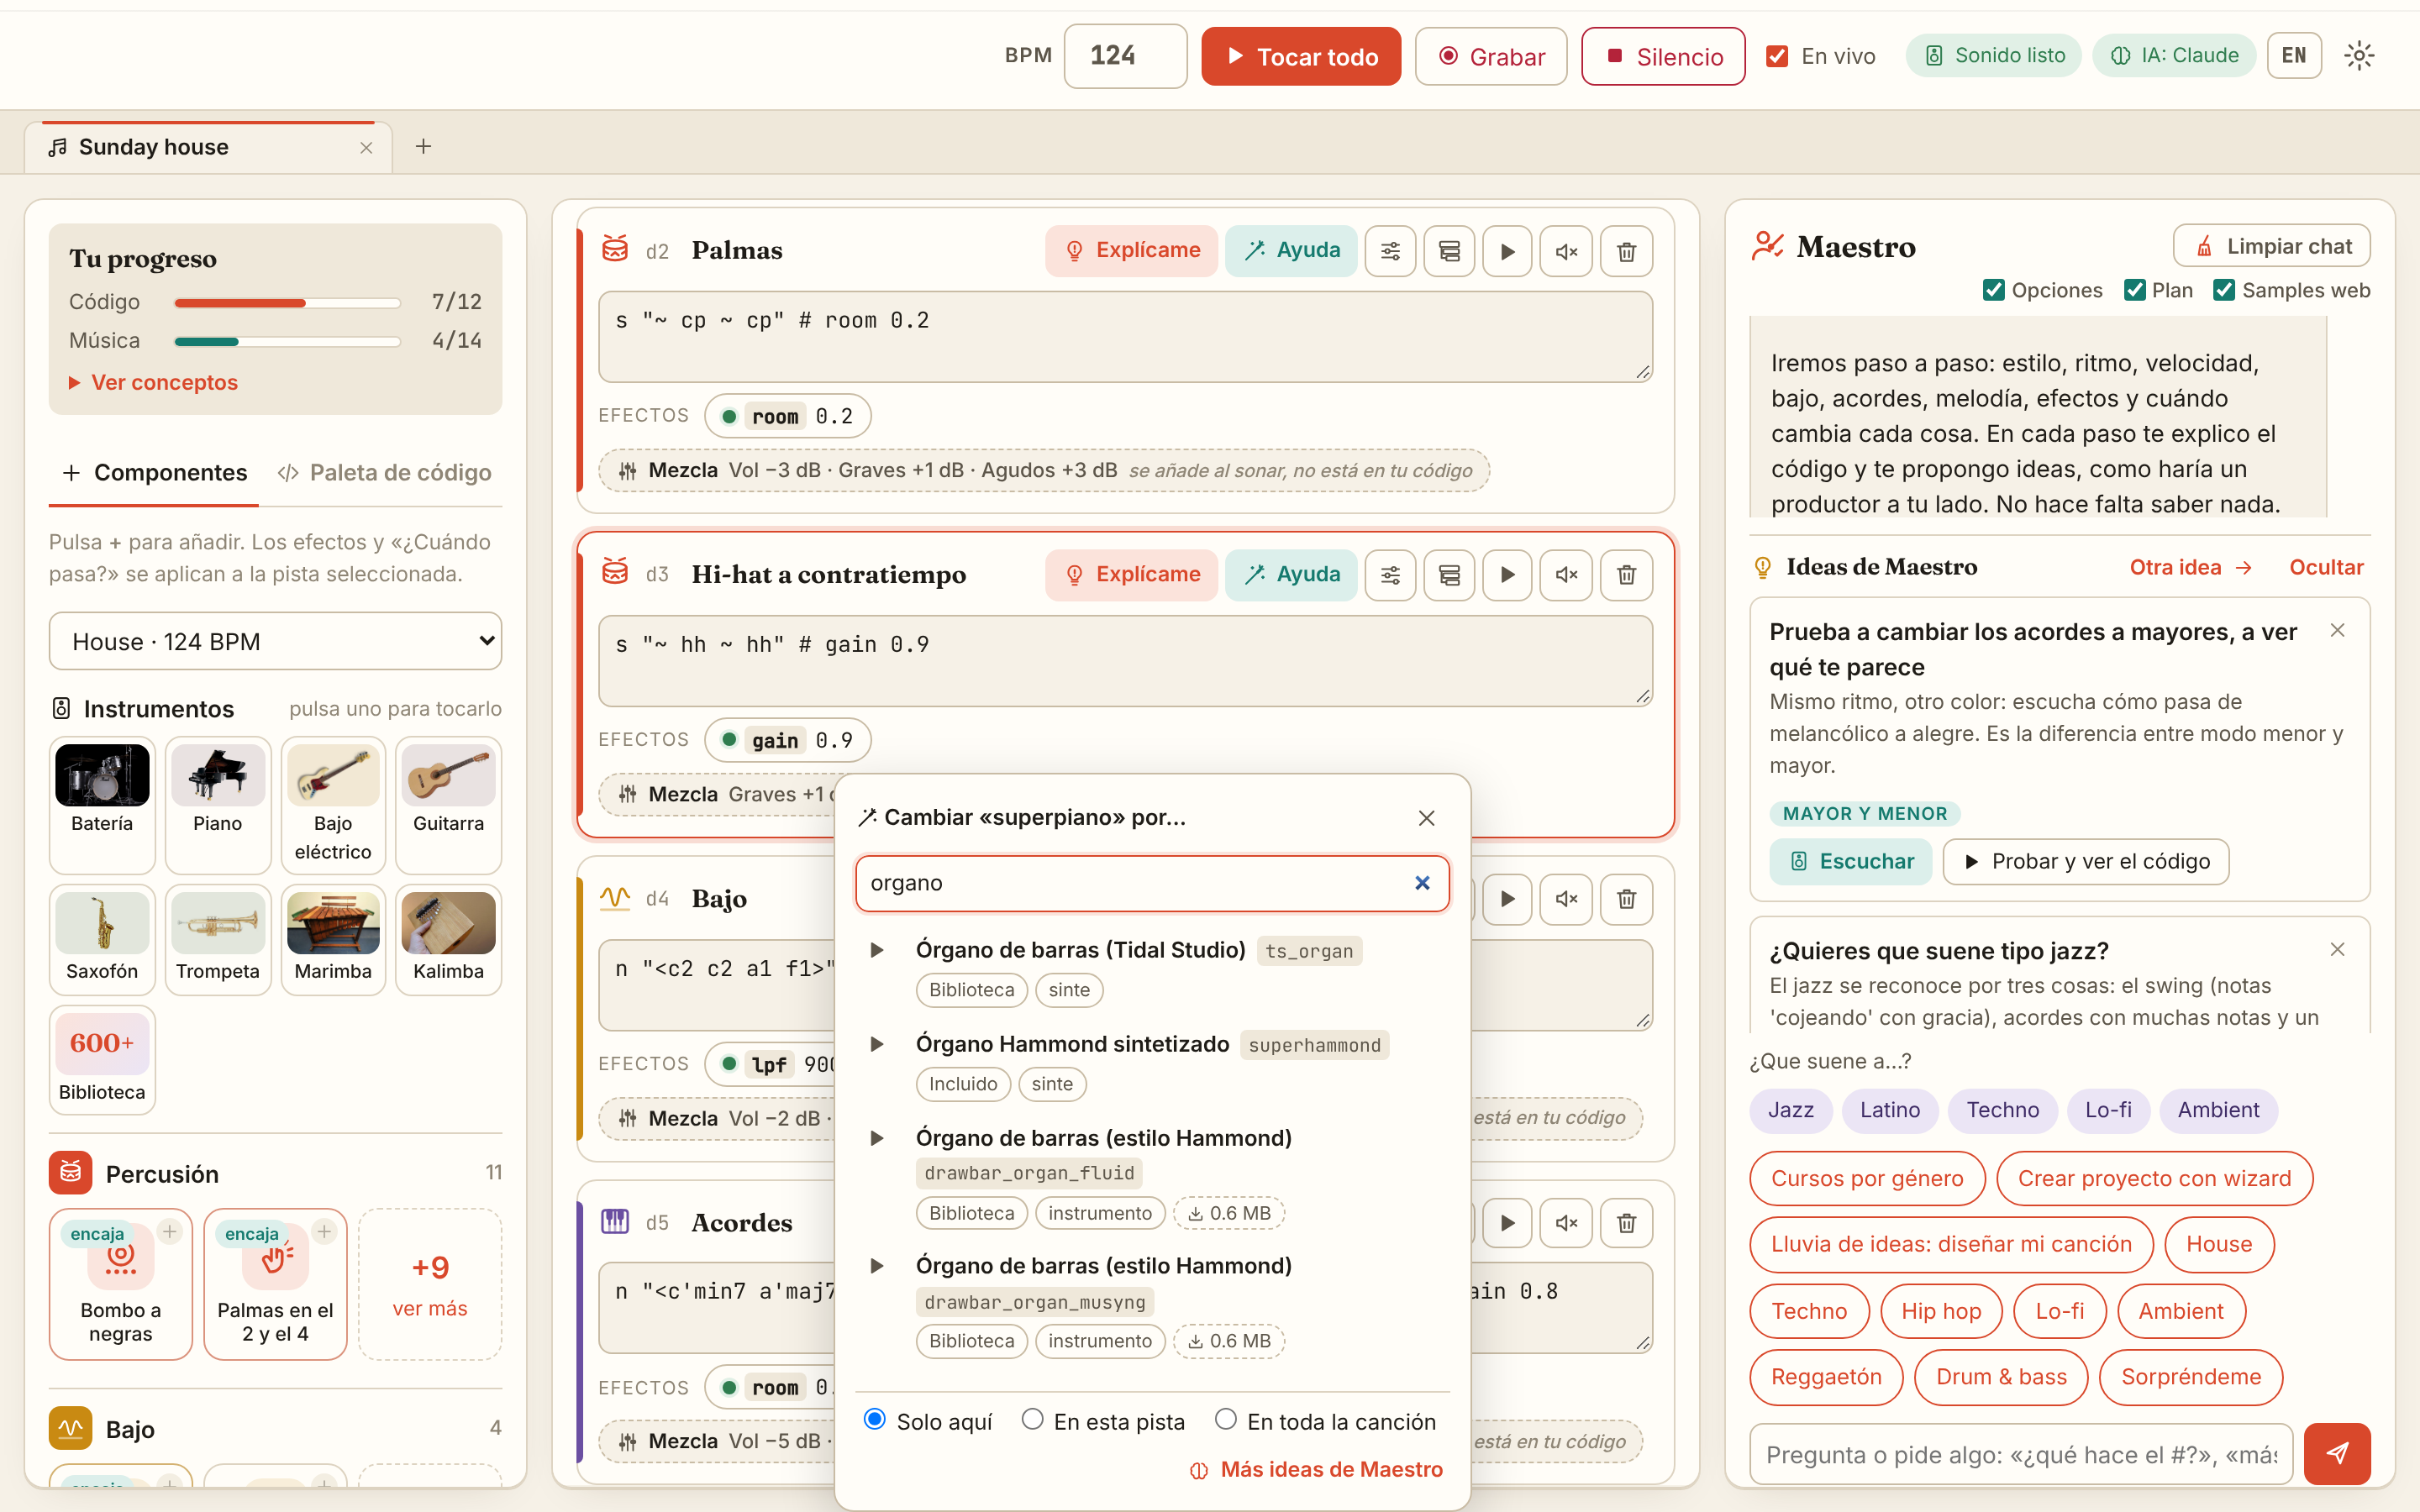 BPM 124 Tocar todo Grabar Silencio En vivo Sonido listo IA: Claude EN
Sunday house
Tu progreso
Código 7/12
Música 4/14
Ver conceptos
Componentes Paleta de código
Pulsa + para añadir. Los efectos y «¿Cuándo
pasa?» se aplican a la pista seleccionada.
House · 124 BPM
Instrumentos pulsa uno para tocarlo
Batería Piano Bajo eléctrico Guitarra
Saxofón Trompeta Marimba Kalimba
600+
Biblioteca
Percusión 11
encaja
Bombo a
negras
encaja
Palmas en el
2 y el 4
+9
ver más
Bajo 4
d2 Palmas Explícame Ayuda
s "~ cp ~ cp" # room 0.2
EFECTOS room 0.2
Mezcla Vol −3 dB · Graves +1 dB · Agudos +3 dB se añade al sonar, no está en tu código
d3 Hi-hat a contratiempo Explícame Ayuda
s "~ hh ~ hh" # gain 0.9
EFECTOS gain 0.9
Mezcla Graves +1
d4 Bajo
n "<c2 c2 a1 f1>"
EFECTOS lpf 900
Mezcla Vol −2 dB · está en tu código
d5 Acordes
n "<c'min7 a'maj7 ain 0.8
EFECTOS room 0.
Mezcla Vol −5 dB · está en tu código
Cambiar «superpiano» por...
organo
Órgano de barras (Tidal Studio) ts_organ
Biblioteca sinte
Órgano Hammond sintetizado superhammond
Incluido sinte
Órgano de barras (estilo Hammond)
drawbar_organ_fluid
Biblioteca instrumento 0.6 MB
Órgano de barras (estilo Hammond)
drawbar_organ_musyng
Biblioteca instrumento 0.6 MB
Solo aquí En esta pista En toda la canción
Más ideas de Maestro
Maestro Limpiar chat
Opciones Plan Samples web
Iremos paso a paso: estilo, ritmo, velocidad,
bajo, acordes, melodía, efectos y cuándo
cambia cada cosa. En cada paso te explico el
código y te propongo ideas, como haría un
productor a tu lado. No hace falta saber nada.
Ideas de Maestro Otra idea → Ocultar
Prueba a cambiar los acordes a mayores, a ver
qué te parece
Mismo ritmo, otro color: escucha cómo pasa de
melancólico a alegre. Es la diferencia entre modo menor y
mayor.
MAYOR Y MENOR
Escuchar Probar y ver el código
¿Quieres que suene tipo jazz?
El jazz se reconoce por tres cosas: el swing (notas
'cojeando' con gracia), acordes con muchas notas y un
¿Que suene a...?
Jazz Latino Techno Lo-fi Ambient
Cursos por género Crear proyecto con wizard
Lluvia de ideas: diseñar mi canción House
Techno Hip hop Lo-fi Ambient
Reggaetón Drum & bass Sorpréndeme
Pregunta o pide algo: «¿qué hace el #?», «más